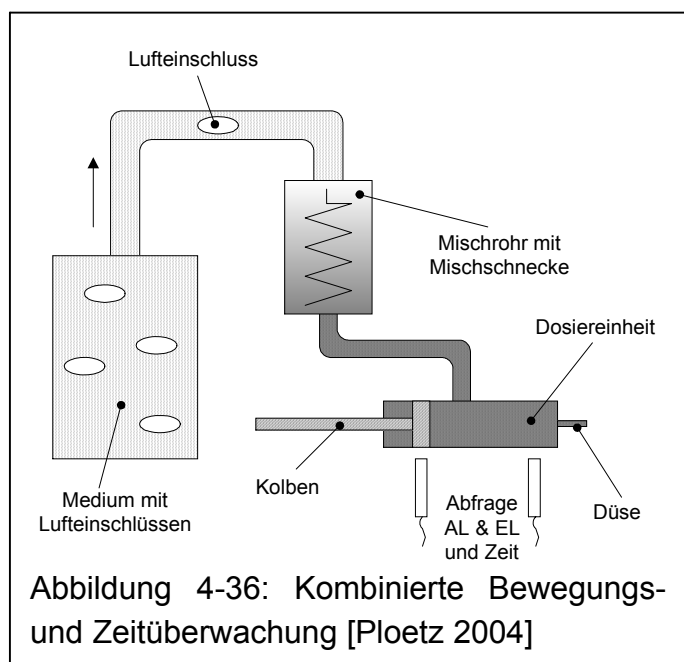 Lufteinschluss
Mischrohr mit
Mischschnecke
Dosiereinheit
Medium mit
Lufteinschlüssen
Kolben
Abfrage
AL & EL
und Zeit
Düse
Abbildung 4-36: Kombinierte Bewegungs-
und Zeitüberwachung [Ploetz 2004]